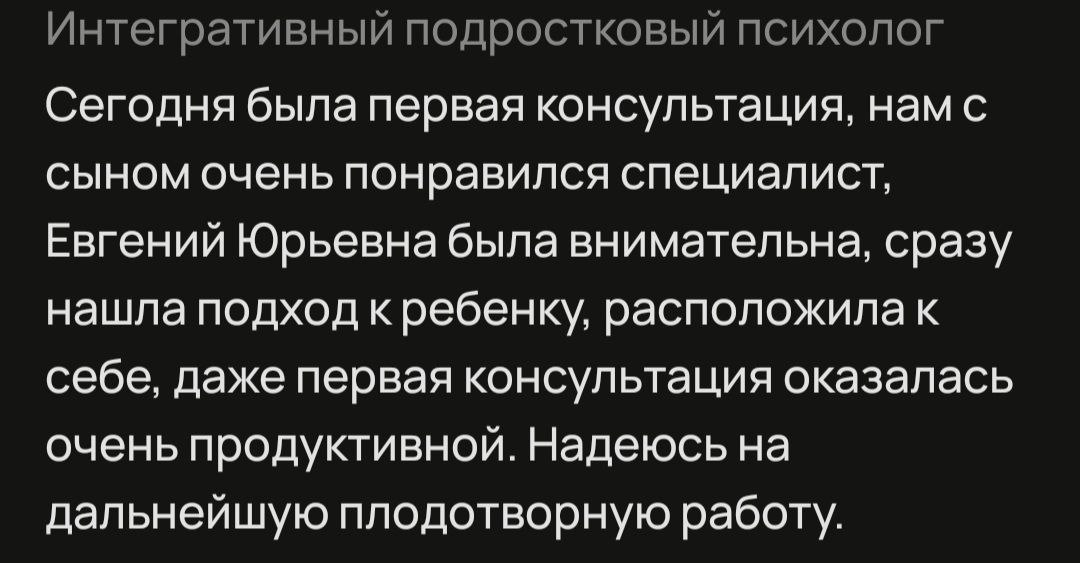 Интегративный подростковый психолог
Сегодня была первая консультация, нам с
сыном очень понравился специалист,
Евгений Юрьевна была внимательна, сразу
нашла подход к ребенку, расположила к
себе, даже первая консультация оказалась
очень продуктивной. Надеюсь на
дальнейшую плодотворную работу.